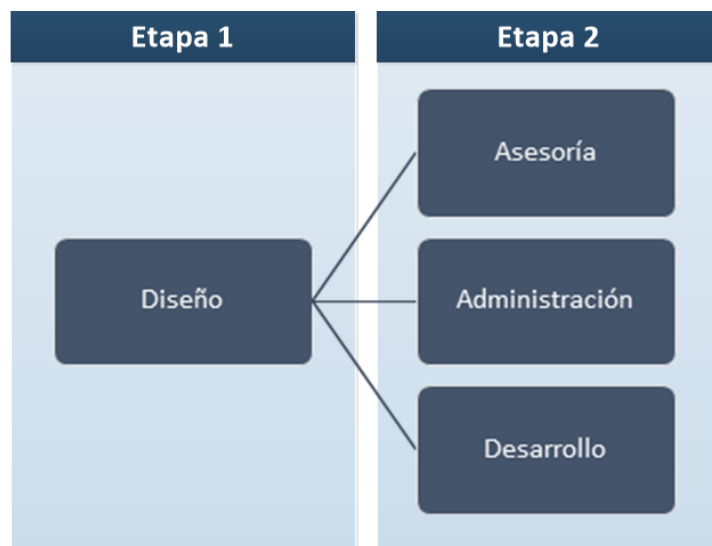 Etapa 1
Etapa 2
Diseño
Asesoría
Administración
Desarrollo